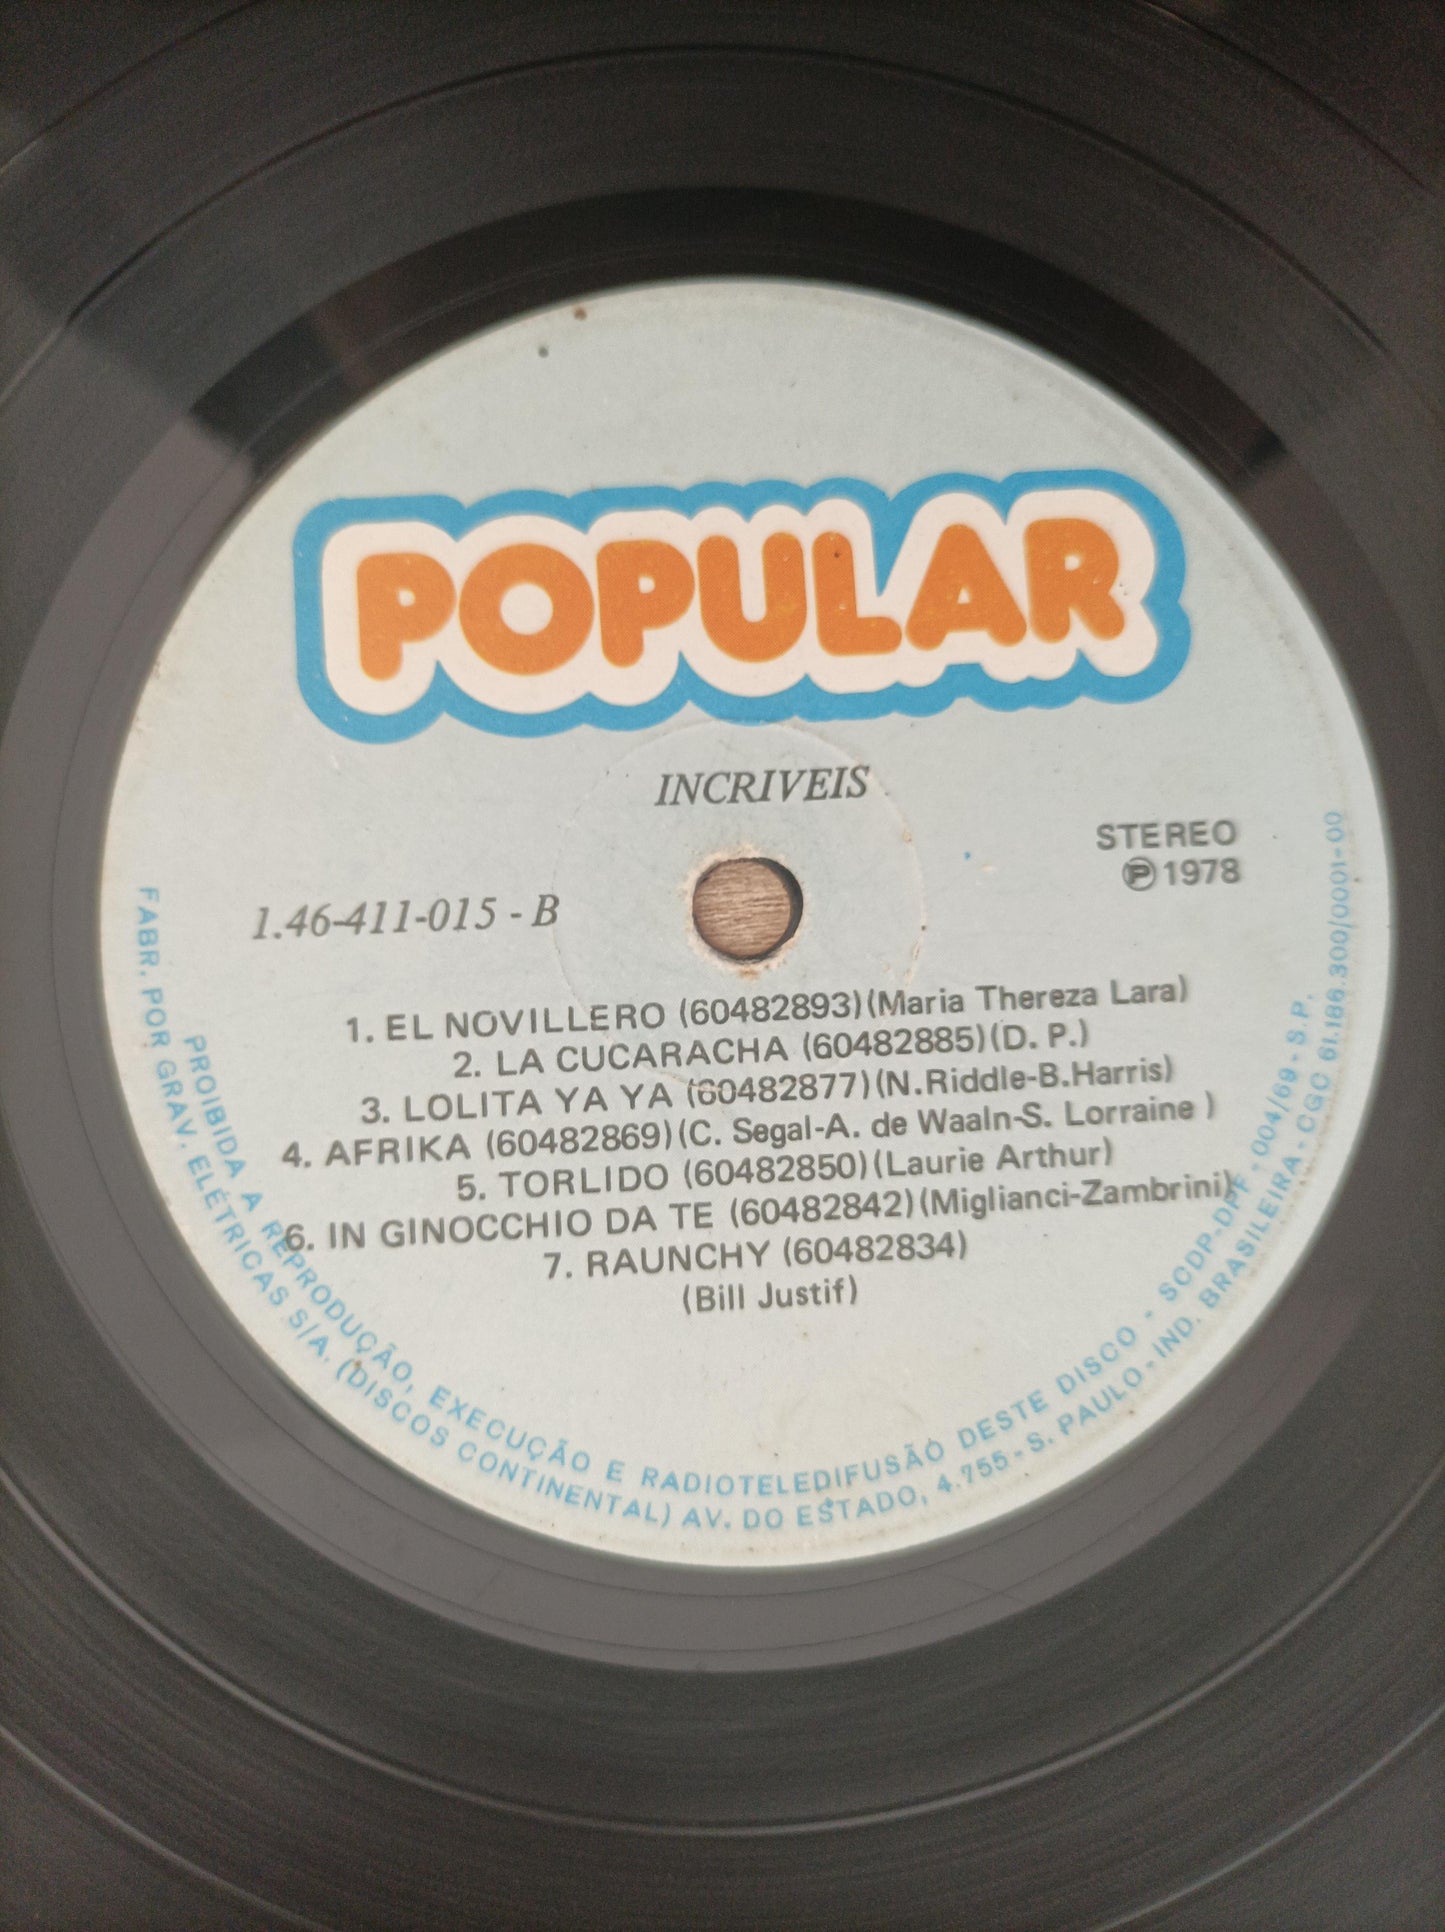 POPULAR
INCRIVEIS
STEREO
Ⓟ 1978
1.46-411-015 - B
1. EL NOVILLERO (60482893) (Maria Thereza Lara)
2. LA CUCARACHA (60482885) (D. P.)
3. LOLITA YA YA (60482877) (N.Riddle-B.Harris)
4. AFRIKA (60482869) (C. Segal-A. de Waaln-S. Lorraine )
5. TORLIDO (60482850) (Laurie Arthur)
6. IN GINOCCHIO DA TE (60482842) (Miglianci-Zambrini)
7. RAUNCHY (60482834)
(Bill Justif)
PROIBIDA A REPRODUÇÃO, EXECUÇÃO E RADIOTELEDIFUSÃO DESTE DISCO - SCDP-DPF - 004/69 - S.P.
FABR. POR GRAV. ELÉTRICAS S/A. (DISCOS CONTINENTAL) AV. DO ESTADO, 4.755 - S. PAULO - IND. BRASILEIRA - CGC 61.186.300/0001-00